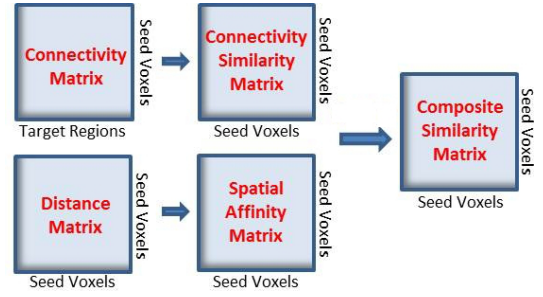 Connectivity
Matrix
Seed Voxels
Target Regions
Connectivity
Similarity
Matrix
Seed Voxels
Seed Voxels
Distance
Matrix
Seed Voxels
Seed Voxels
Spatial
Affinity
Matrix
Seed Voxels
Seed Voxels
Composite
Similarity
Matrix
Seed Voxels
Seed Voxels